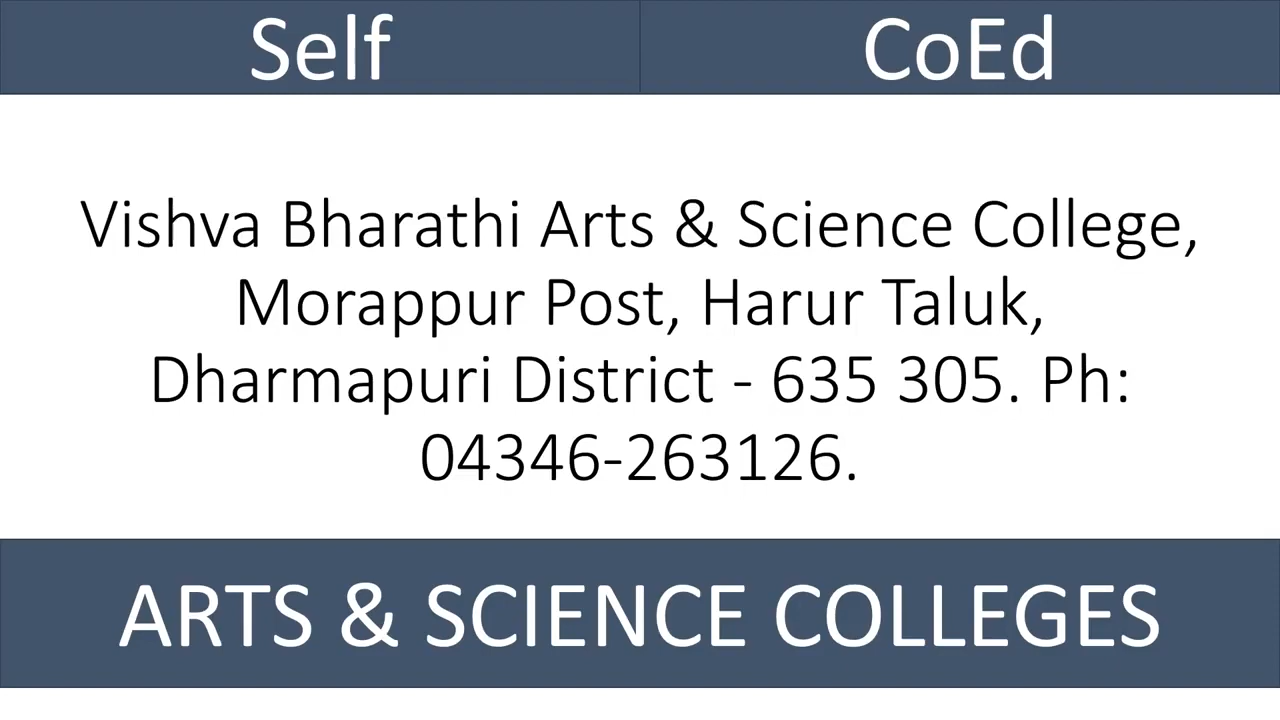 Self CoEd
Vishva Bharathi Arts & Science College,
Morappur Post, Harur Taluk,
Dharmapuri District - 635 305. Ph:
04346-263126.
ARTS & SCIENCE COLLEGES